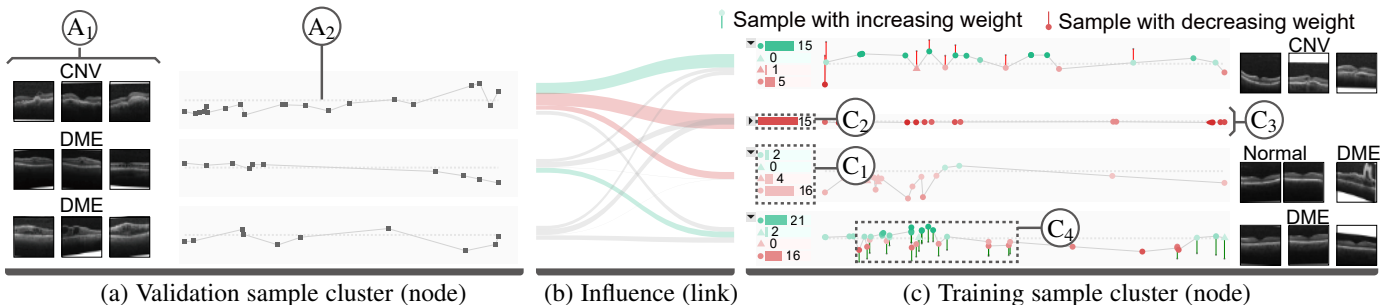 Sample with increasing weight
Sample with decreasing weight
A1
A2
CNV
DME
DME
15
0
1
5
CNV
15
C2
C3
2
0
4
16
C1
Normal
DME
21
0
0
16
C4
DME
(a) Validation sample cluster (node)
(b) Influence (link)
(c) Training sample cluster (node)